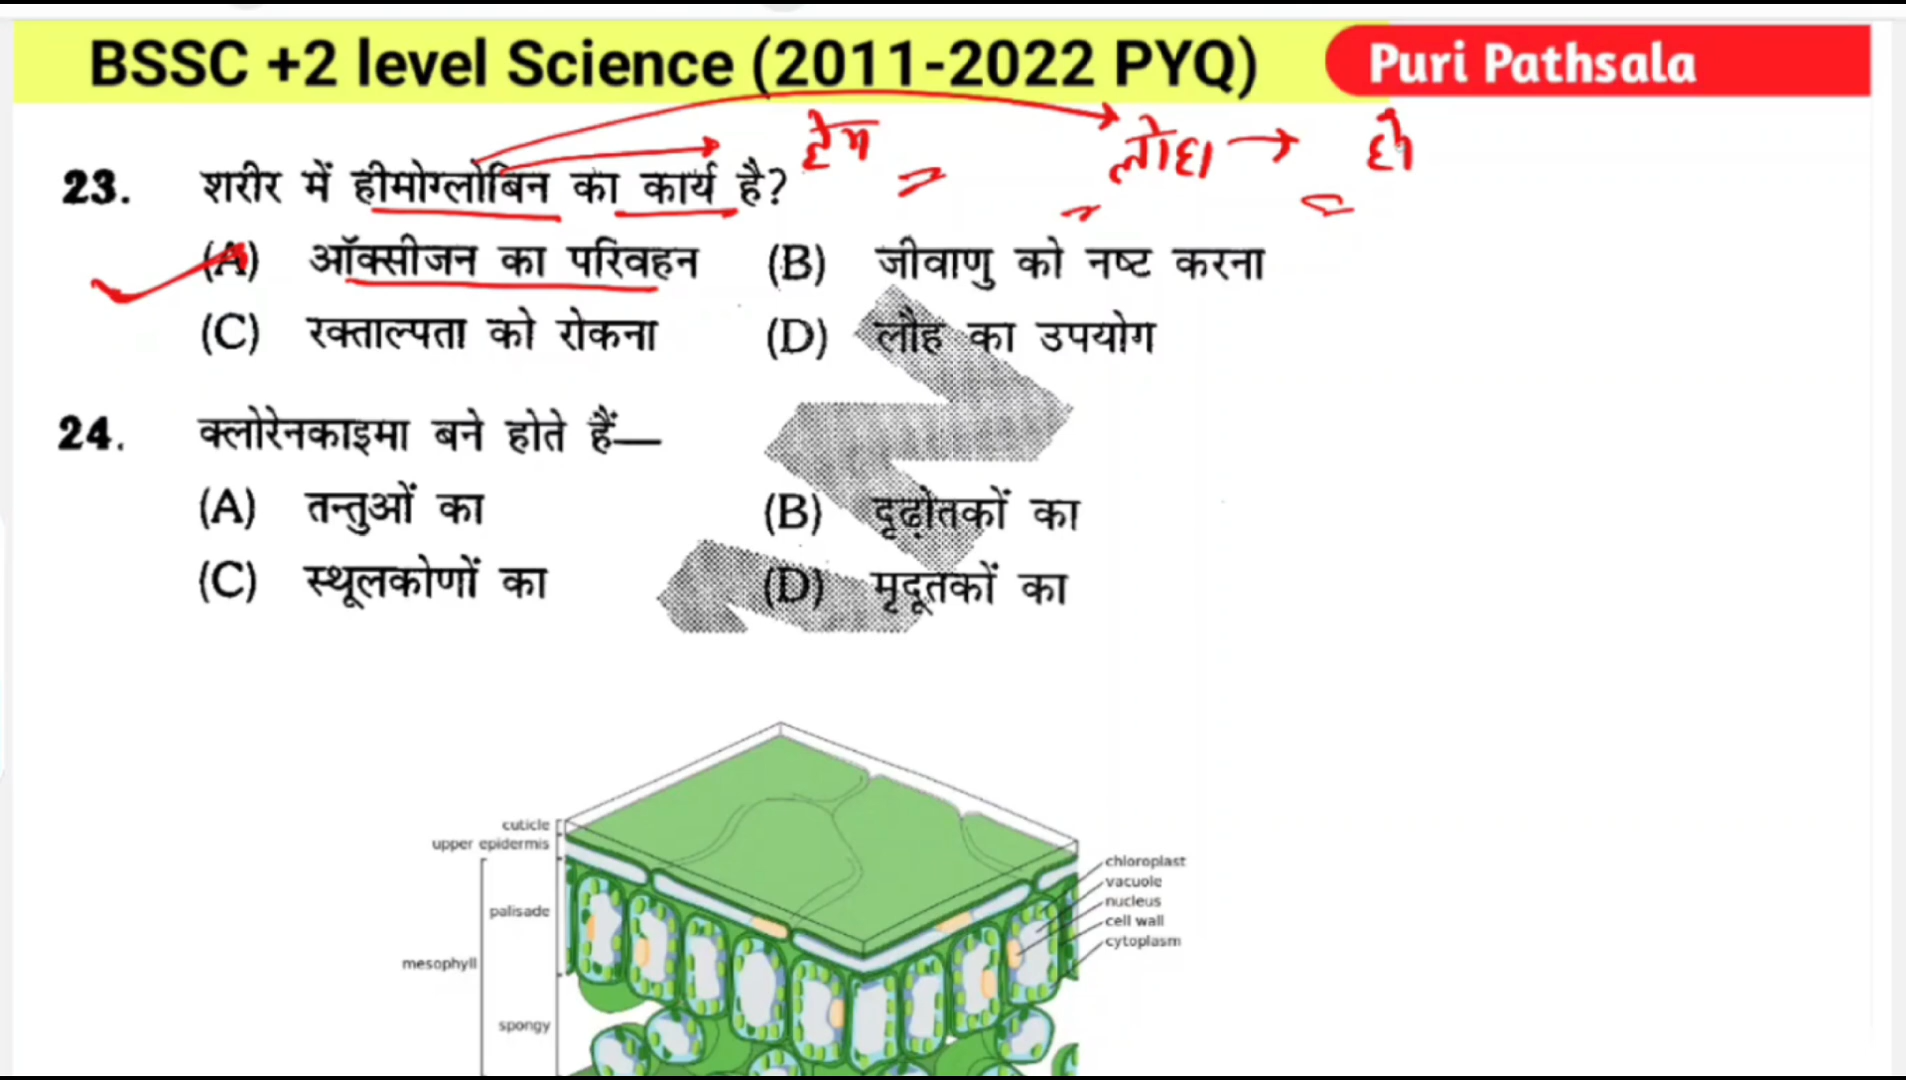 BSSC +2 level Science (2011-2022 PYQ) Puri Pathsala
हेम लोहा → ही
23. शरीर में हीमोग्लोबिन का कार्य है?
(A) ऑक्सीजन का परिवहन (B) जीवाणु को नष्ट करना
(C) रक्ताल्पता को रोकना (D) लौह का उपयोग
24. क्लोरेनकाइमा बने होते हैं—
(A) तन्तुओं का (B) दृढ़ोतकों का
(C) स्थूलकोणों का (D) मृदूतकों का
cuticle
upper epidermis
palisade
mesophyll
spongy
chloroplast
vacuole
nucleus
cell wall
cytoplasm